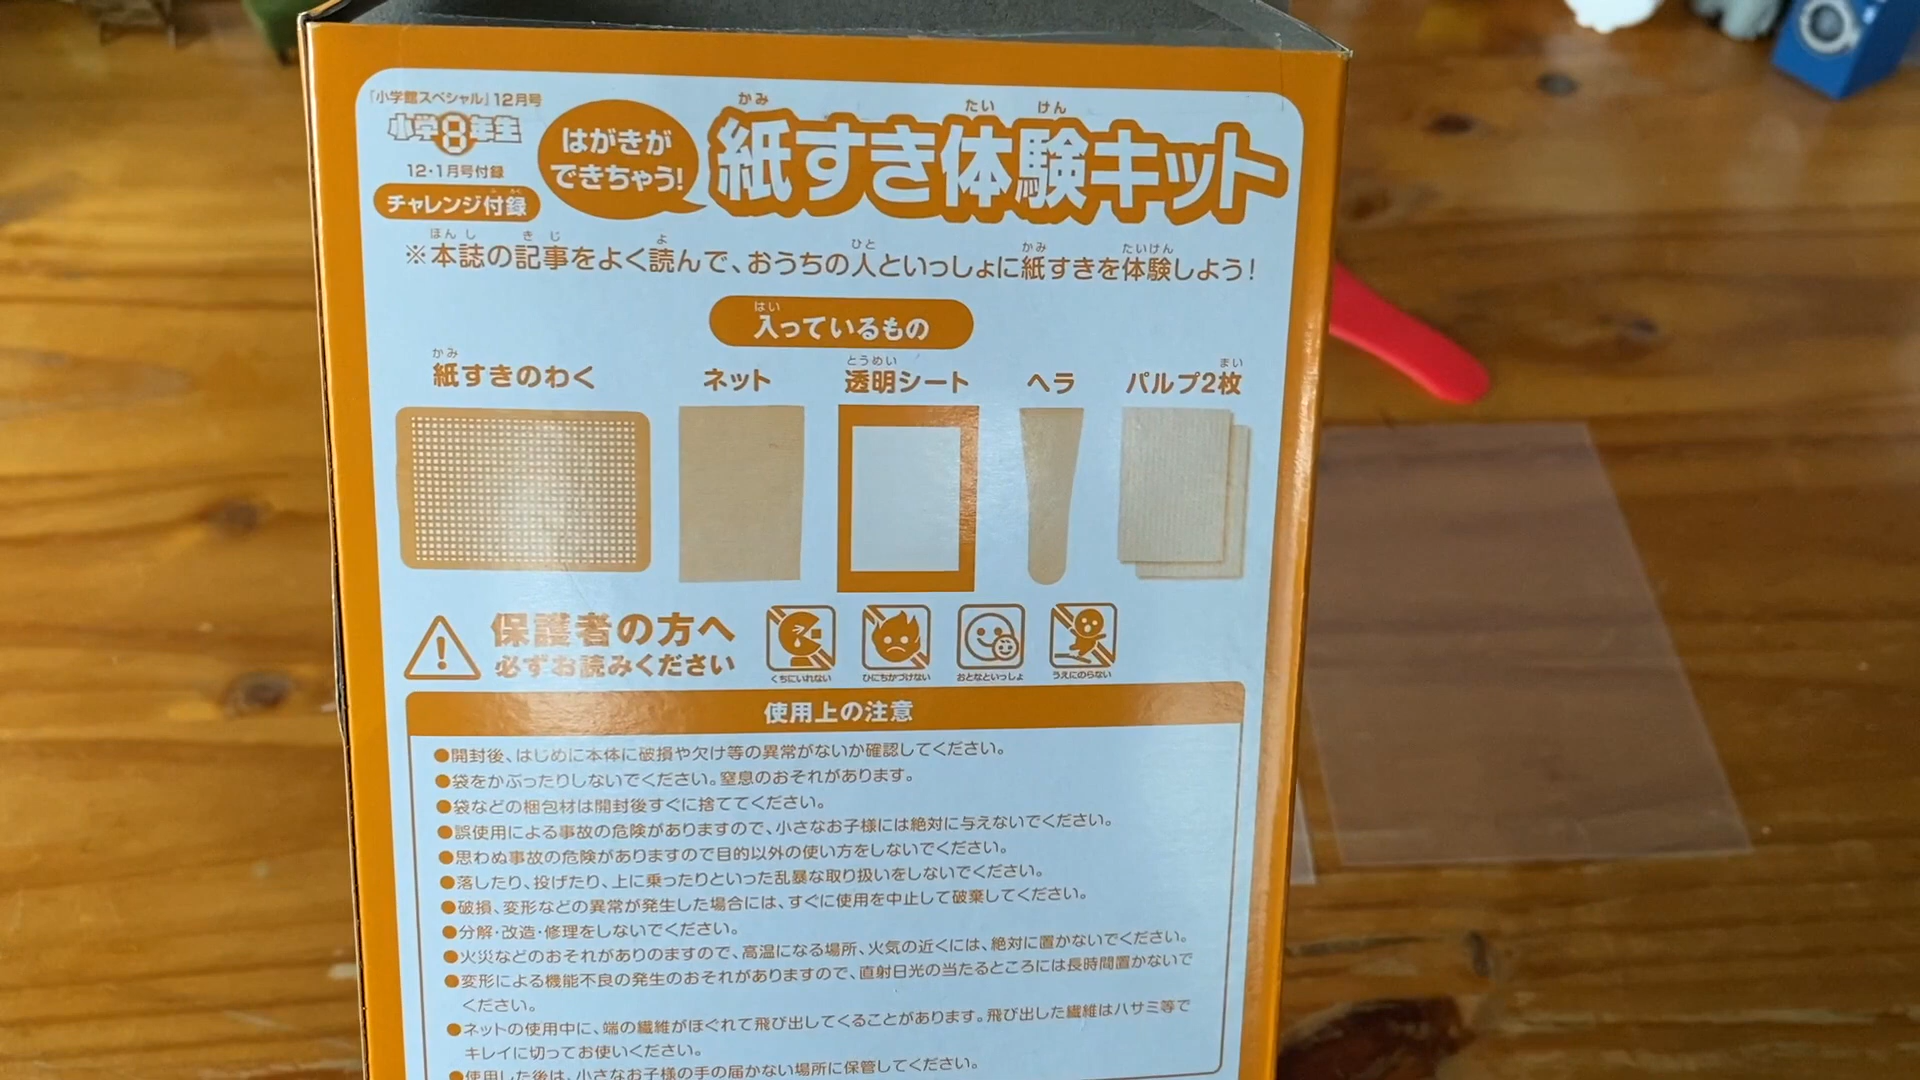 『小学館スペシャル』12月号
小学8年生
12・1月号付録
チャレンジ付録
はがきが
できちゃう!
かみ たい けん
紙すき体験キット
ほんし きじ よ ひと かみ たいけん
※本誌の記事をよく読んで、おうちの人といっしょに紙すきを体験しよう!
はい
入っているもの
かみ
紙すきのわく
ネット
とうめい
透明シート
ヘラ
まい
パルプ2枚
保護者の方へ
必ずお読みください
くちにいれない
ひにちかづけない
おとなといっしょ
うえにのらない
使用上の注意
●開封後、はじめに本体に破損や欠け等の異常がないか確認してください。
●袋をかぶったりしないでください。窒息のおそれがあります。
●袋などの梱包材は開封後すぐに捨ててください。
●誤使用による事故の危険がありますので、小さなお子様には絶対に与えないでください。
●思わぬ事故の危険がありますので目的以外の使い方をしないでください。
●落したり、投げたり、上に乗ったりといった乱暴な取り扱いをしないでください。
●破損、変形などの異常が発生した場合には、すぐに使用を中止して破棄してください。
●分解・改造・修理をしないでください。
●火災などのおそれがありのますので、高温になる場所、火気の近くには、絶対に置かないでください。
●変形による機能不良の発生のおそれがありますので、直射日光の当たるところには長時間置かないで
ください。
●ネットの使用中に、端の繊維がほぐれて飛び出してくることがあります。飛び出した繊維はハサミ等で
キレイに切ってお使いください。
●使用した後は、小さなお子様の手の届かない場所に保管してください。